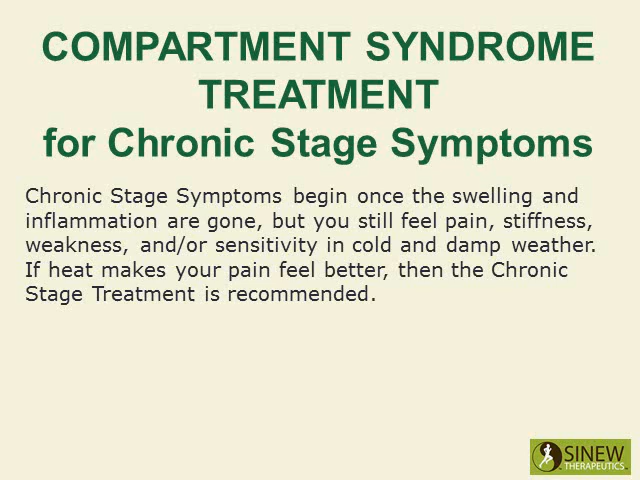 COMPARTMENT SYNDROME
TREATMENT
for Chronic Stage Symptoms
Chronic Stage Symptoms begin once the swelling and
inflammation are gone, but you still feel pain, stiffness,
weakness, and/or sensitivity in cold and damp weather.
If heat makes your pain feel better, then the Chronic
Stage Treatment is recommended.
SINEW
THERAPEUTICS